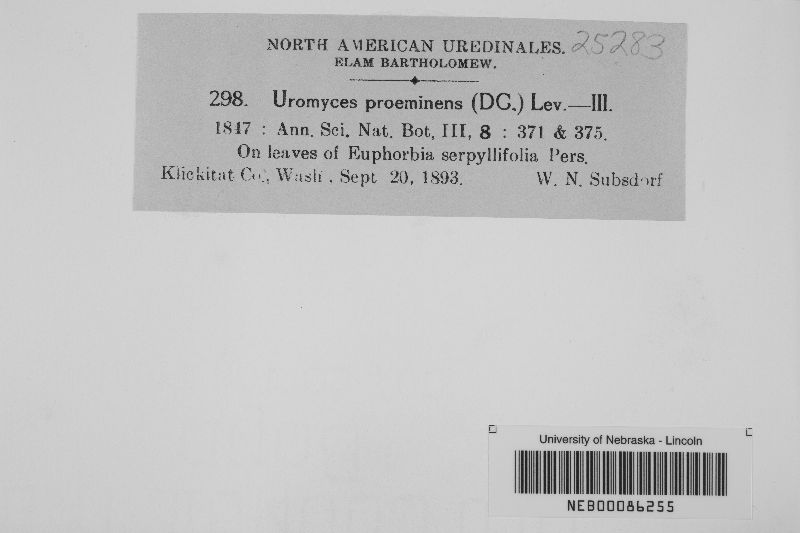 NORTH AMERICAN UREDINALES. 25283
ELAM BARTHOLOMEW.
298. Uromyces proeminens (DC.) Lev.—III.
1847 : Ann. Sci. Nat. Bot, III, 8 : 371 & 375.
On leaves of Euphorbia serpyllifolia Pers.
Klickitat Co., Wash., Sept 20, 1893. W. N. Subsdorf
University of Nebraska - Lincoln
NEB00086255